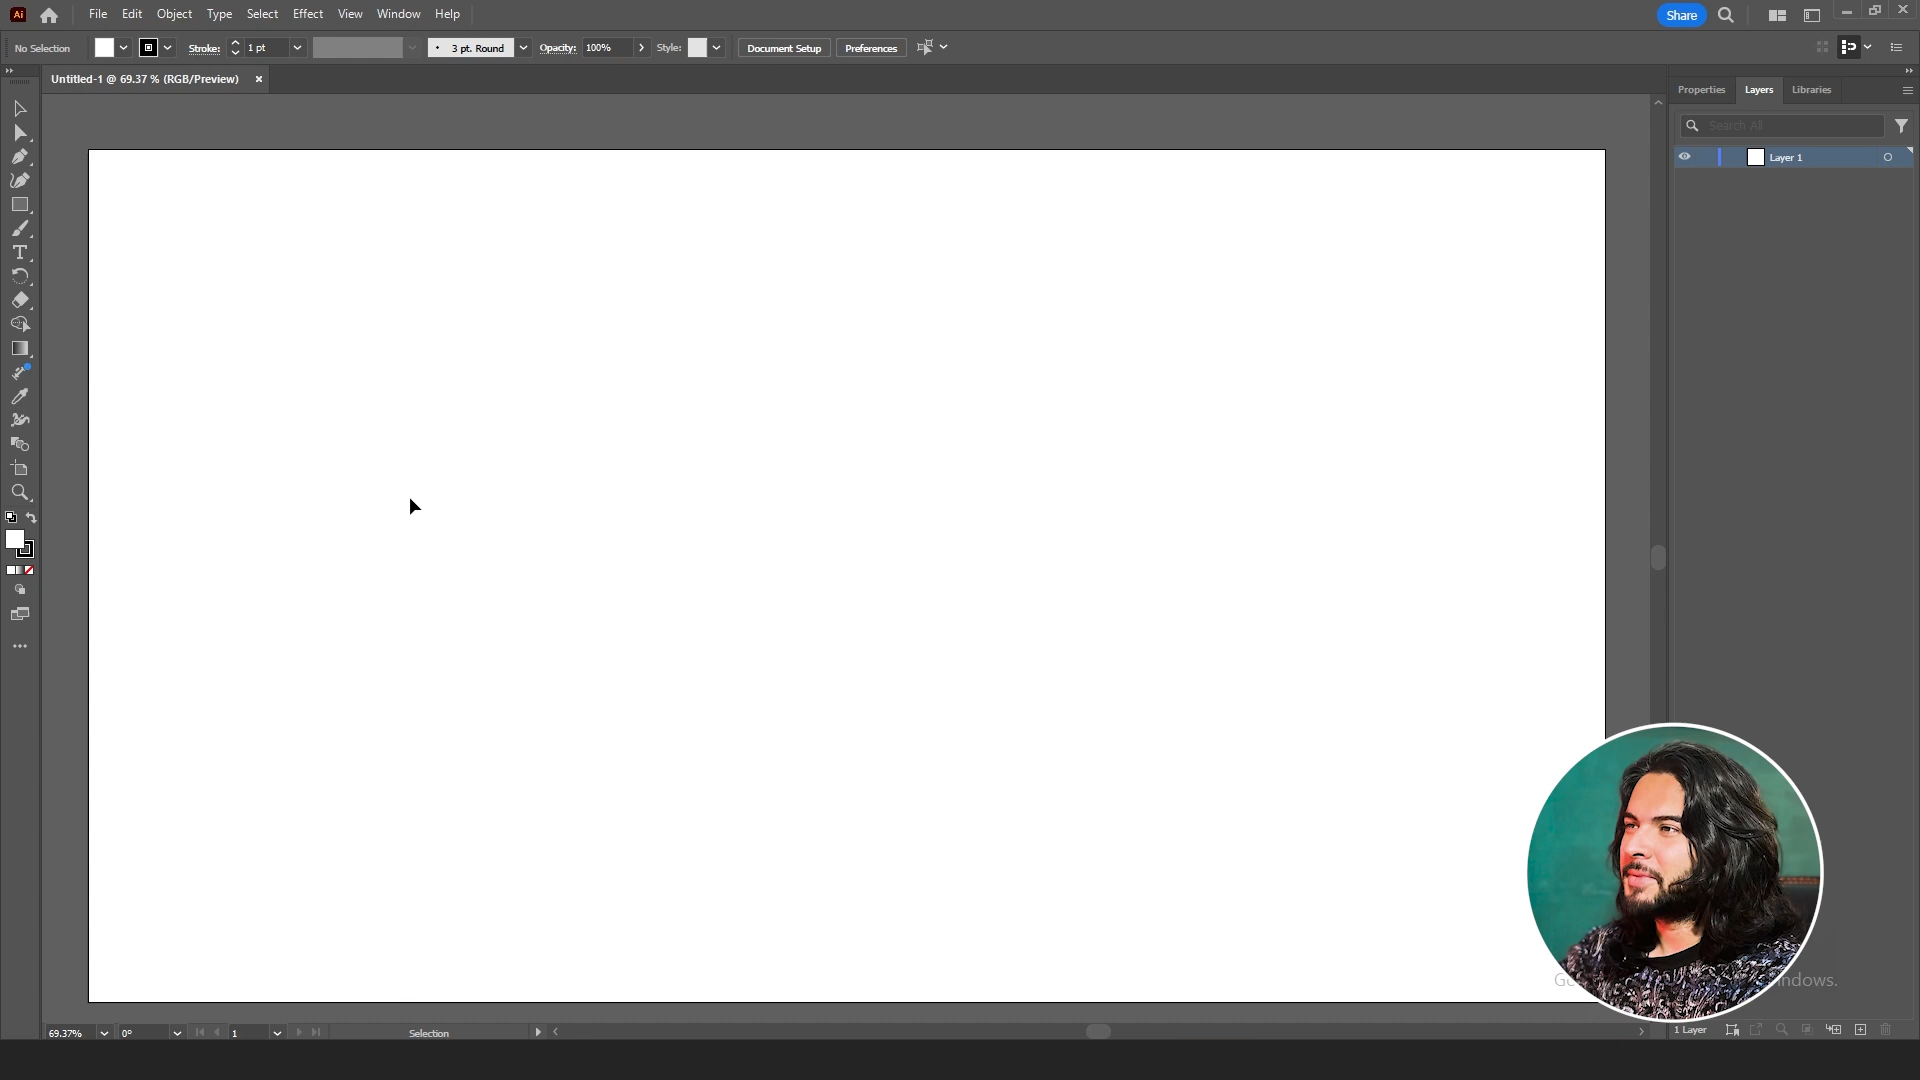 Ai File Edit Object Type Select Effect View Window Help Share
No Selection Stroke: 1 pt 3 pt. Round Opacity: 100% Style: Document Setup Preferences
Untitled-1 @ 69.37 % (RGB/Preview)
Properties Layers Libraries
Search All
Layer 1
ndows.
69.37% 0° 1 Selection
1 Layer